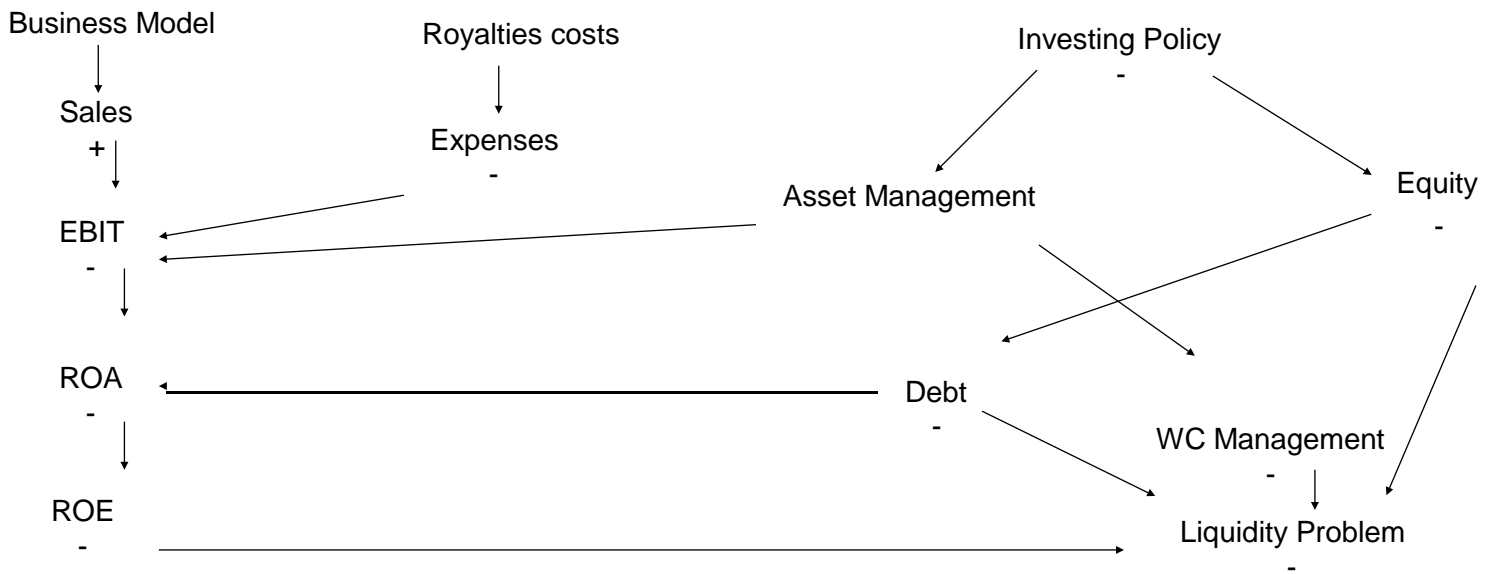 Business Model
Royalties costs
Investing Policy
-
Sales
+
Expenses
-
Asset Management
Equity
-
EBIT
-
ROA
-
Debt
-
WC Management
-
ROE
-
Liquidity Problem
-